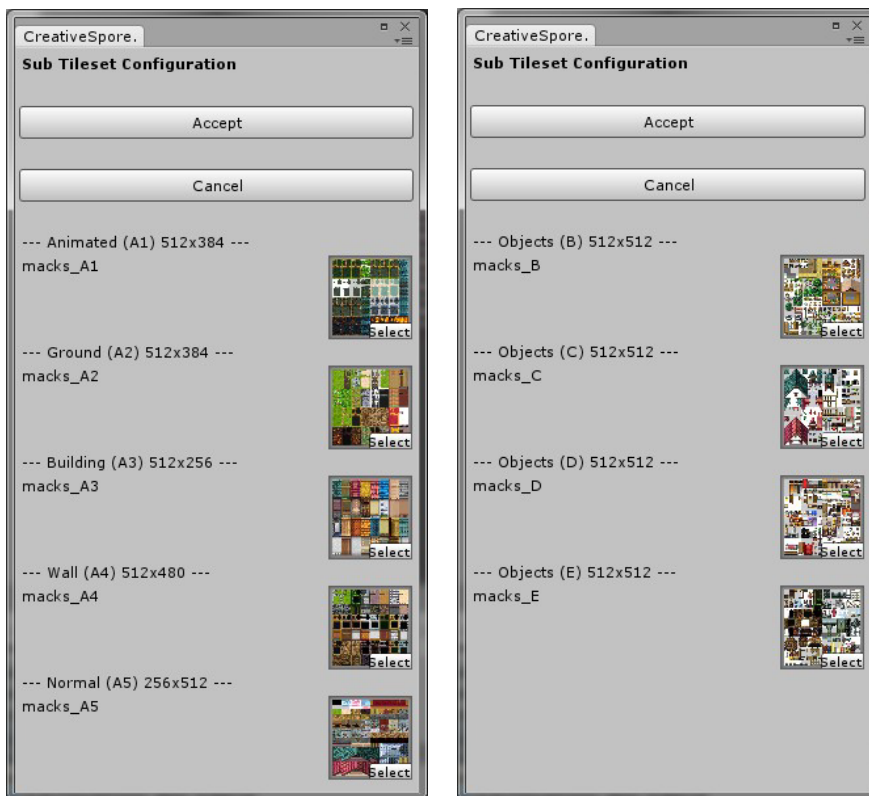 CreativeSpore.
Sub Tileset Configuration
Accept
Cancel
--- Animated (A1) 512x384 ---
macks_A1
Select
--- Ground (A2) 512x384 ---
macks_A2
Select
--- Building (A3) 512x256 ---
macks_A3
Select
--- Wall (A4) 512x480 ---
macks_A4
Select
--- Normal (A5) 256x512 ---
macks_A5
Select
CreativeSpore.
Sub Tileset Configuration
Accept
Cancel
--- Objects (B) 512x512 ---
macks_B
Select
--- Objects (C) 512x512 ---
macks_C
Select
--- Objects (D) 512x512 ---
macks_D
Select
--- Objects (E) 512x512 ---
macks_E
Select